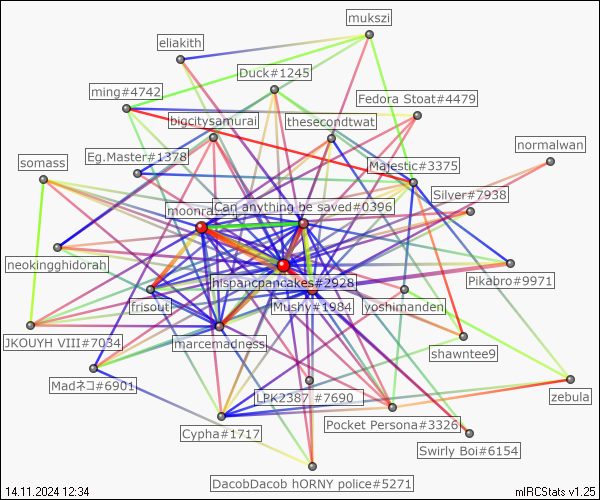 mukszi
eliakith
Duck#1245
ming#4742
Fedora Stoat#4479
bigcitysamurai
thesecondtwat
normalwan
Eg.Master#1378
somass
Majestic#3375
Silver#7938
Can anything be saved#0396
neokingghidorah
hispancpancakes#2928
Pikabro#9971
frisout
Mushy#1984
yoshimanden
JKOUYH VIII#7034
marcemadness
shawntee9
Madネコ#6901
LPK2387 #7690
zebula
Pocket Persona#3326
Cypha#1717
Swirly Boi#6154
DacobDacob hORNY police#5271
14.11.2024 12:34
mIRCStats v1.25